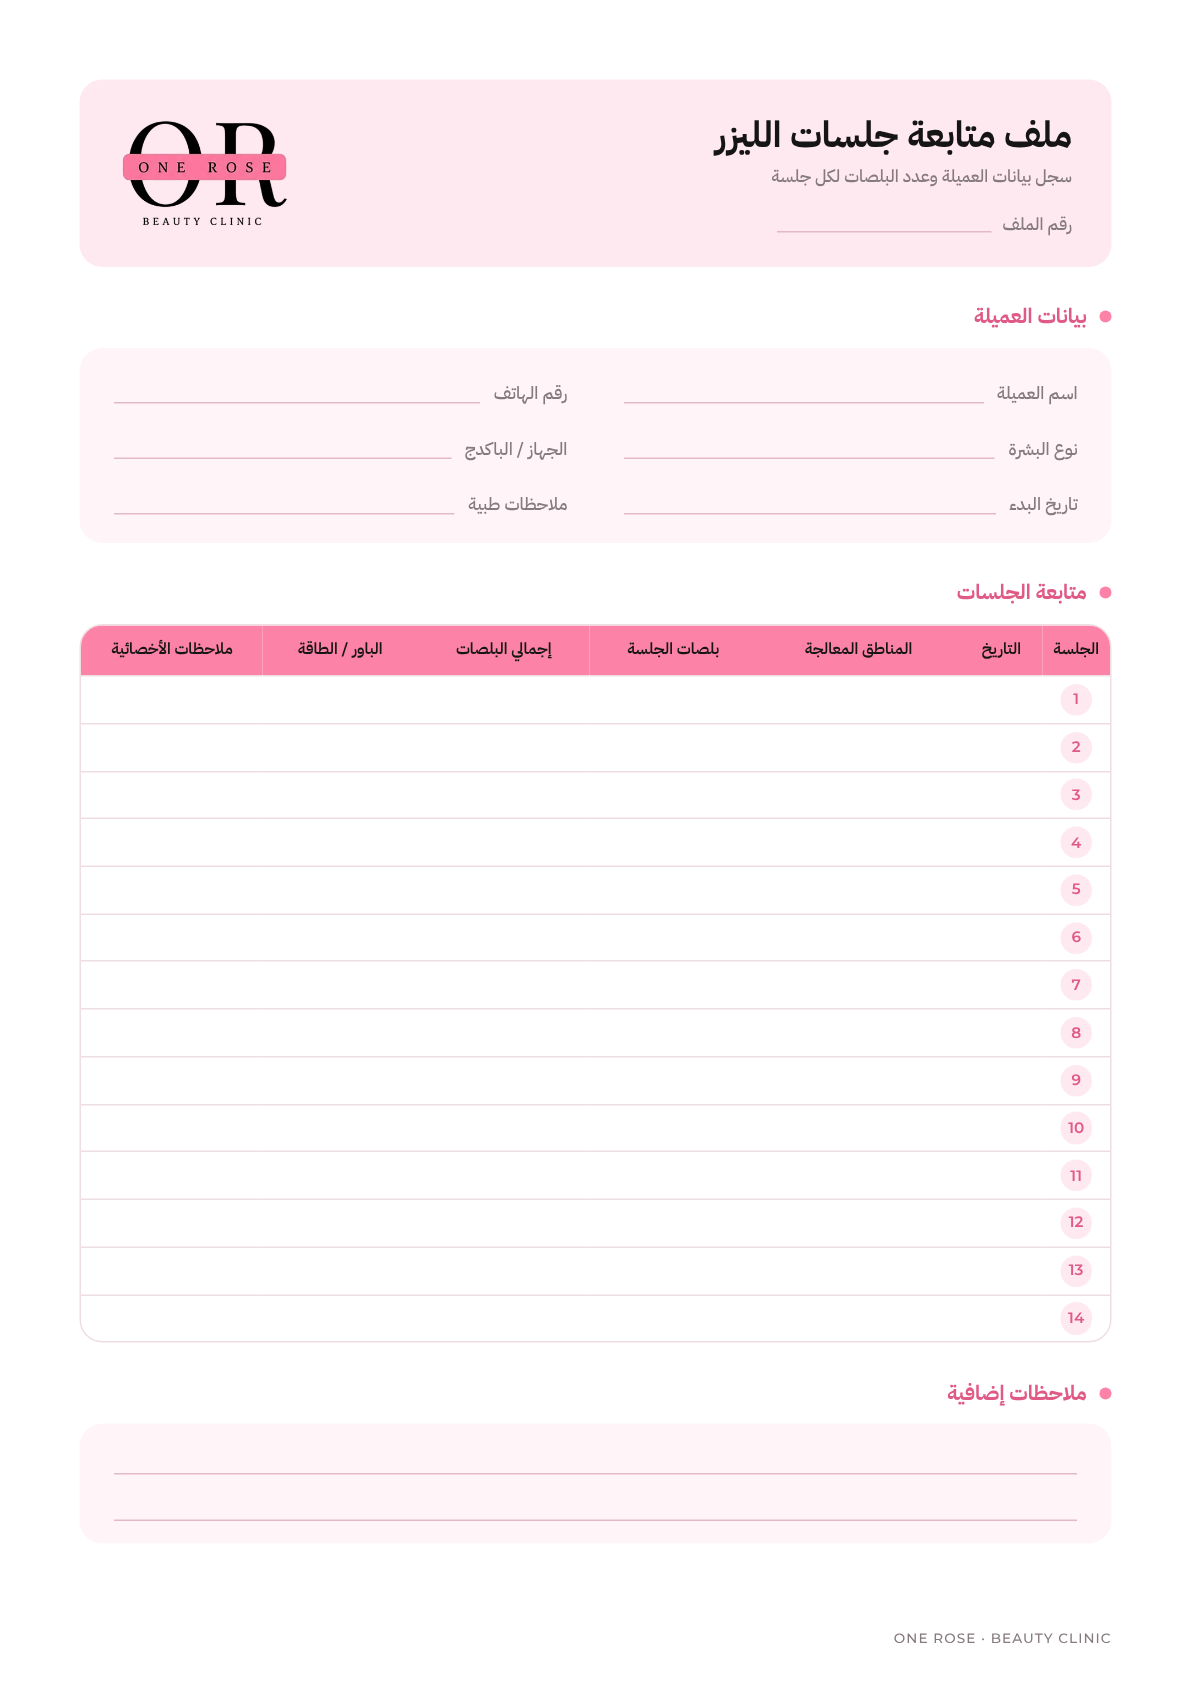 ملف متابعة جلسات الليزر
سجل بيانات العميلة وعدد البلصات لكل جلسة
رقم الملف
OR
ONE ROSE
BEAUTY CLINIC
بيانات العميلة
اسم العميلة
رقم الهاتف
نوع البشرة
الجهاز / الباكدج
تاريخ البدء
ملاحظات طبية
متابعة الجلسات
الجلسة التاريخ المناطق المعالجة بلصات الجلسة إجمالي البلصات الباور / الطاقة ملاحظات الأخصائية
1
2
3
4
5
6
7
8
9
10
11
12
13
14
ملاحظات إضافية
ONE ROSE · BEAUTY CLINIC